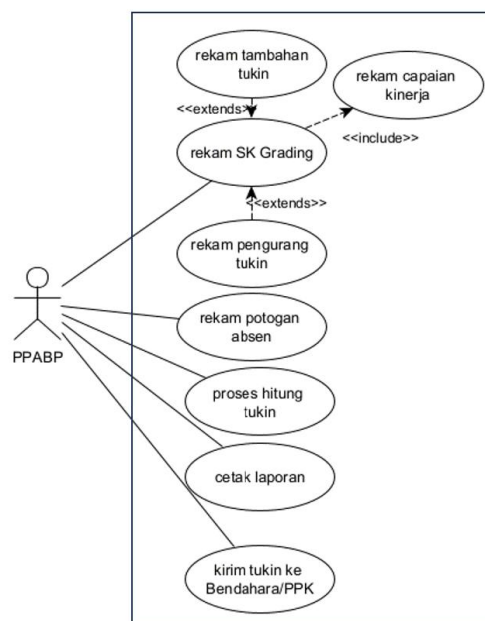 rekam tambahan
tukin
rekam capaian
kinerja
<<extends>>
<<include>>
rekam SK Grading
<<extends>>
rekam pengurang
tukin
rekam potogan
absen
PPABP
proses hitung
tukin
cetak laporan
kirim tukin ke
Bendahara/PPK